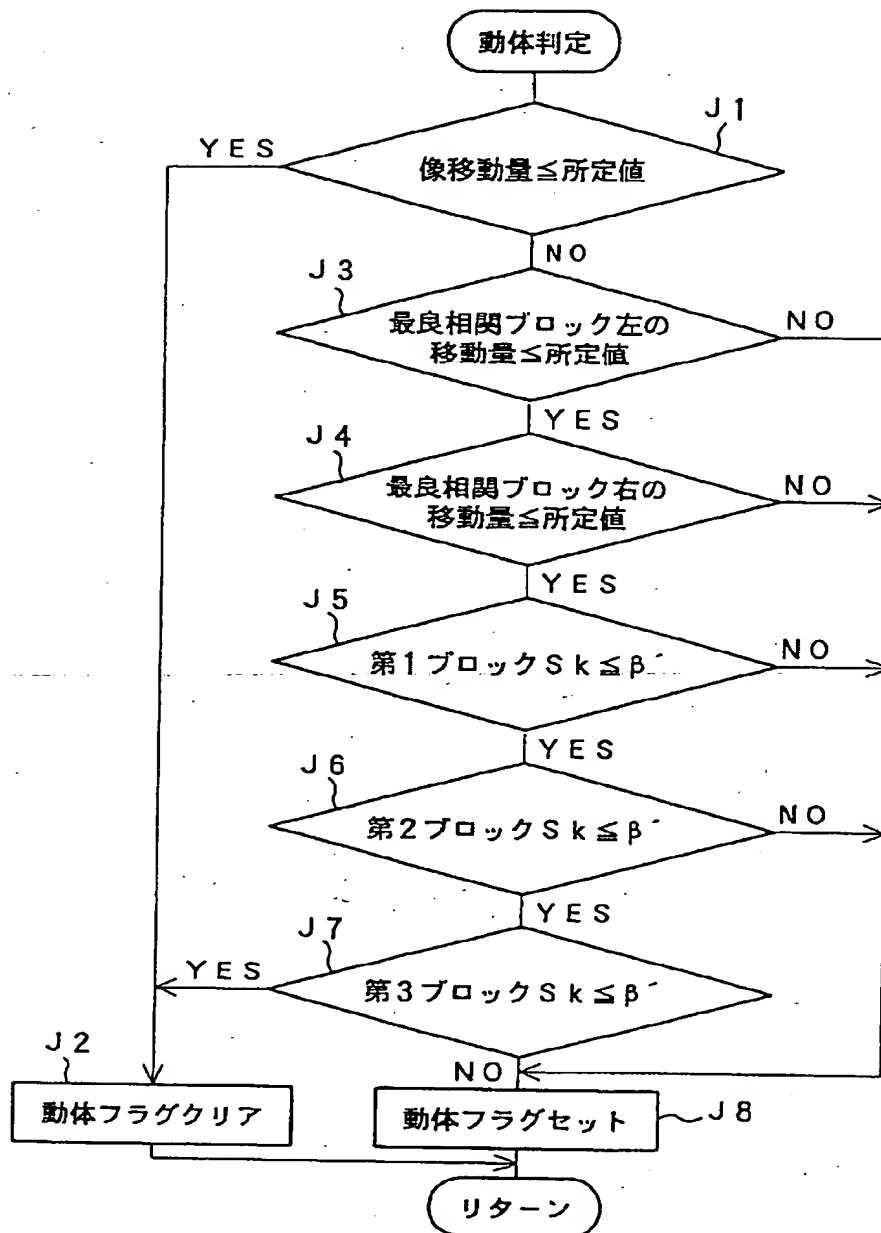 動体判定
J1
YES
像移動量≦所定値
NO
J3
最良相関ブロック左の
移動量≦所定値
NO
YES
J4
最良相関ブロック右の
移動量≦所定値
NO
YES
J5
第1ブロックSk≦β´
NO
YES
J6
第2ブロックSk≦β´
NO
YES
J7
YES
第3ブロックSk≦β´
J2
NO
動体フラグクリア
動体フラグセット
J8
リターン